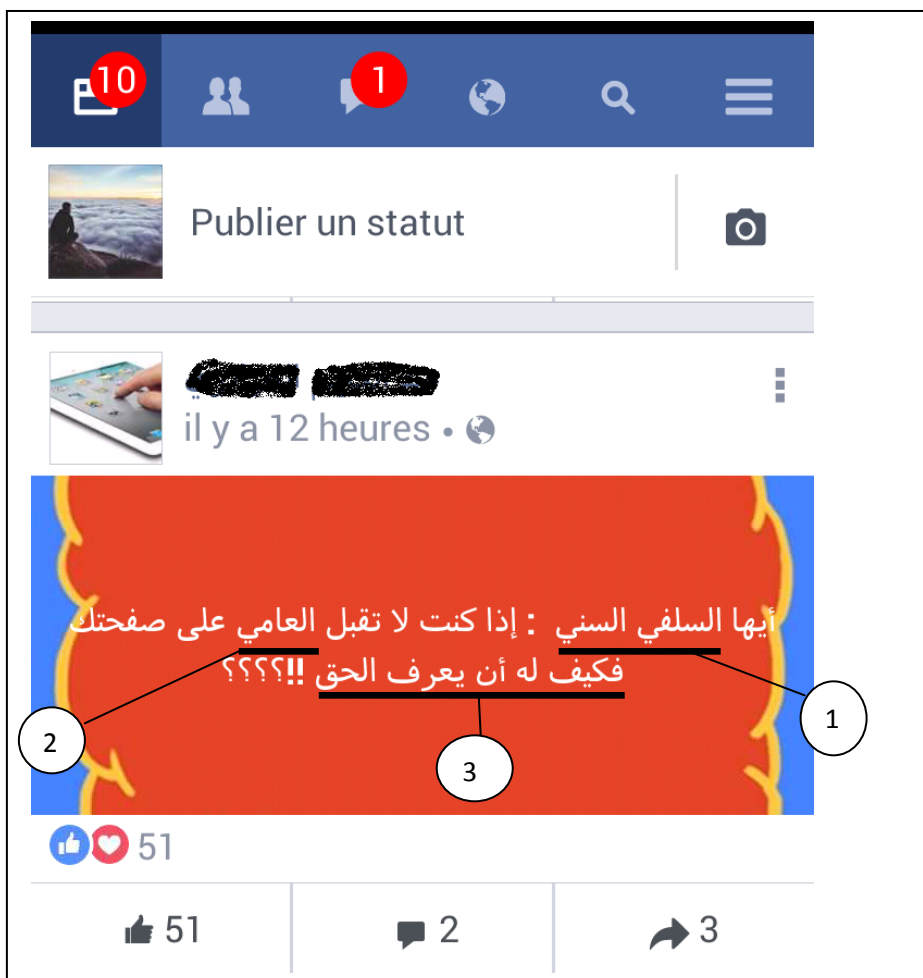 10
1
Publier un statut
il y a 12 heures •
أيها السلفي السني : إذا كنت لا تقبل العامي على صفحتك
فكيف له أن يعرف الحق !!؟؟؟؟
1
2
3
51
51
2
3